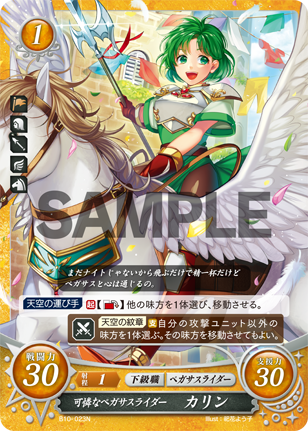 1
SAMPLE
まだナイトじゃないから飛ぶだけで精一杯だけど
ペガサスと心は通じるの。
天空の運び手 起【】他の味方を1体選び、移動させる。
天空の紋章 支 自分の攻撃ユニット以外の
味方を1体選ぶ。その味方を移動させてもよい。
戦闘力
30
射程
1
下級職
ペガサスライダー
支援力
30
可憐なペガサスライダー カリン
B10-023N